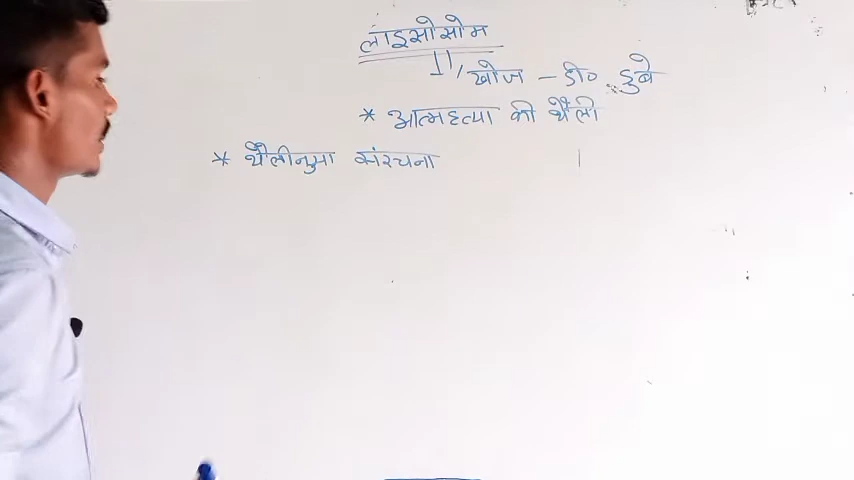 लाइसोसोम
खोज - डी० डुबे
* आत्महत्या की थैली
* थैलीनुमा संरचना